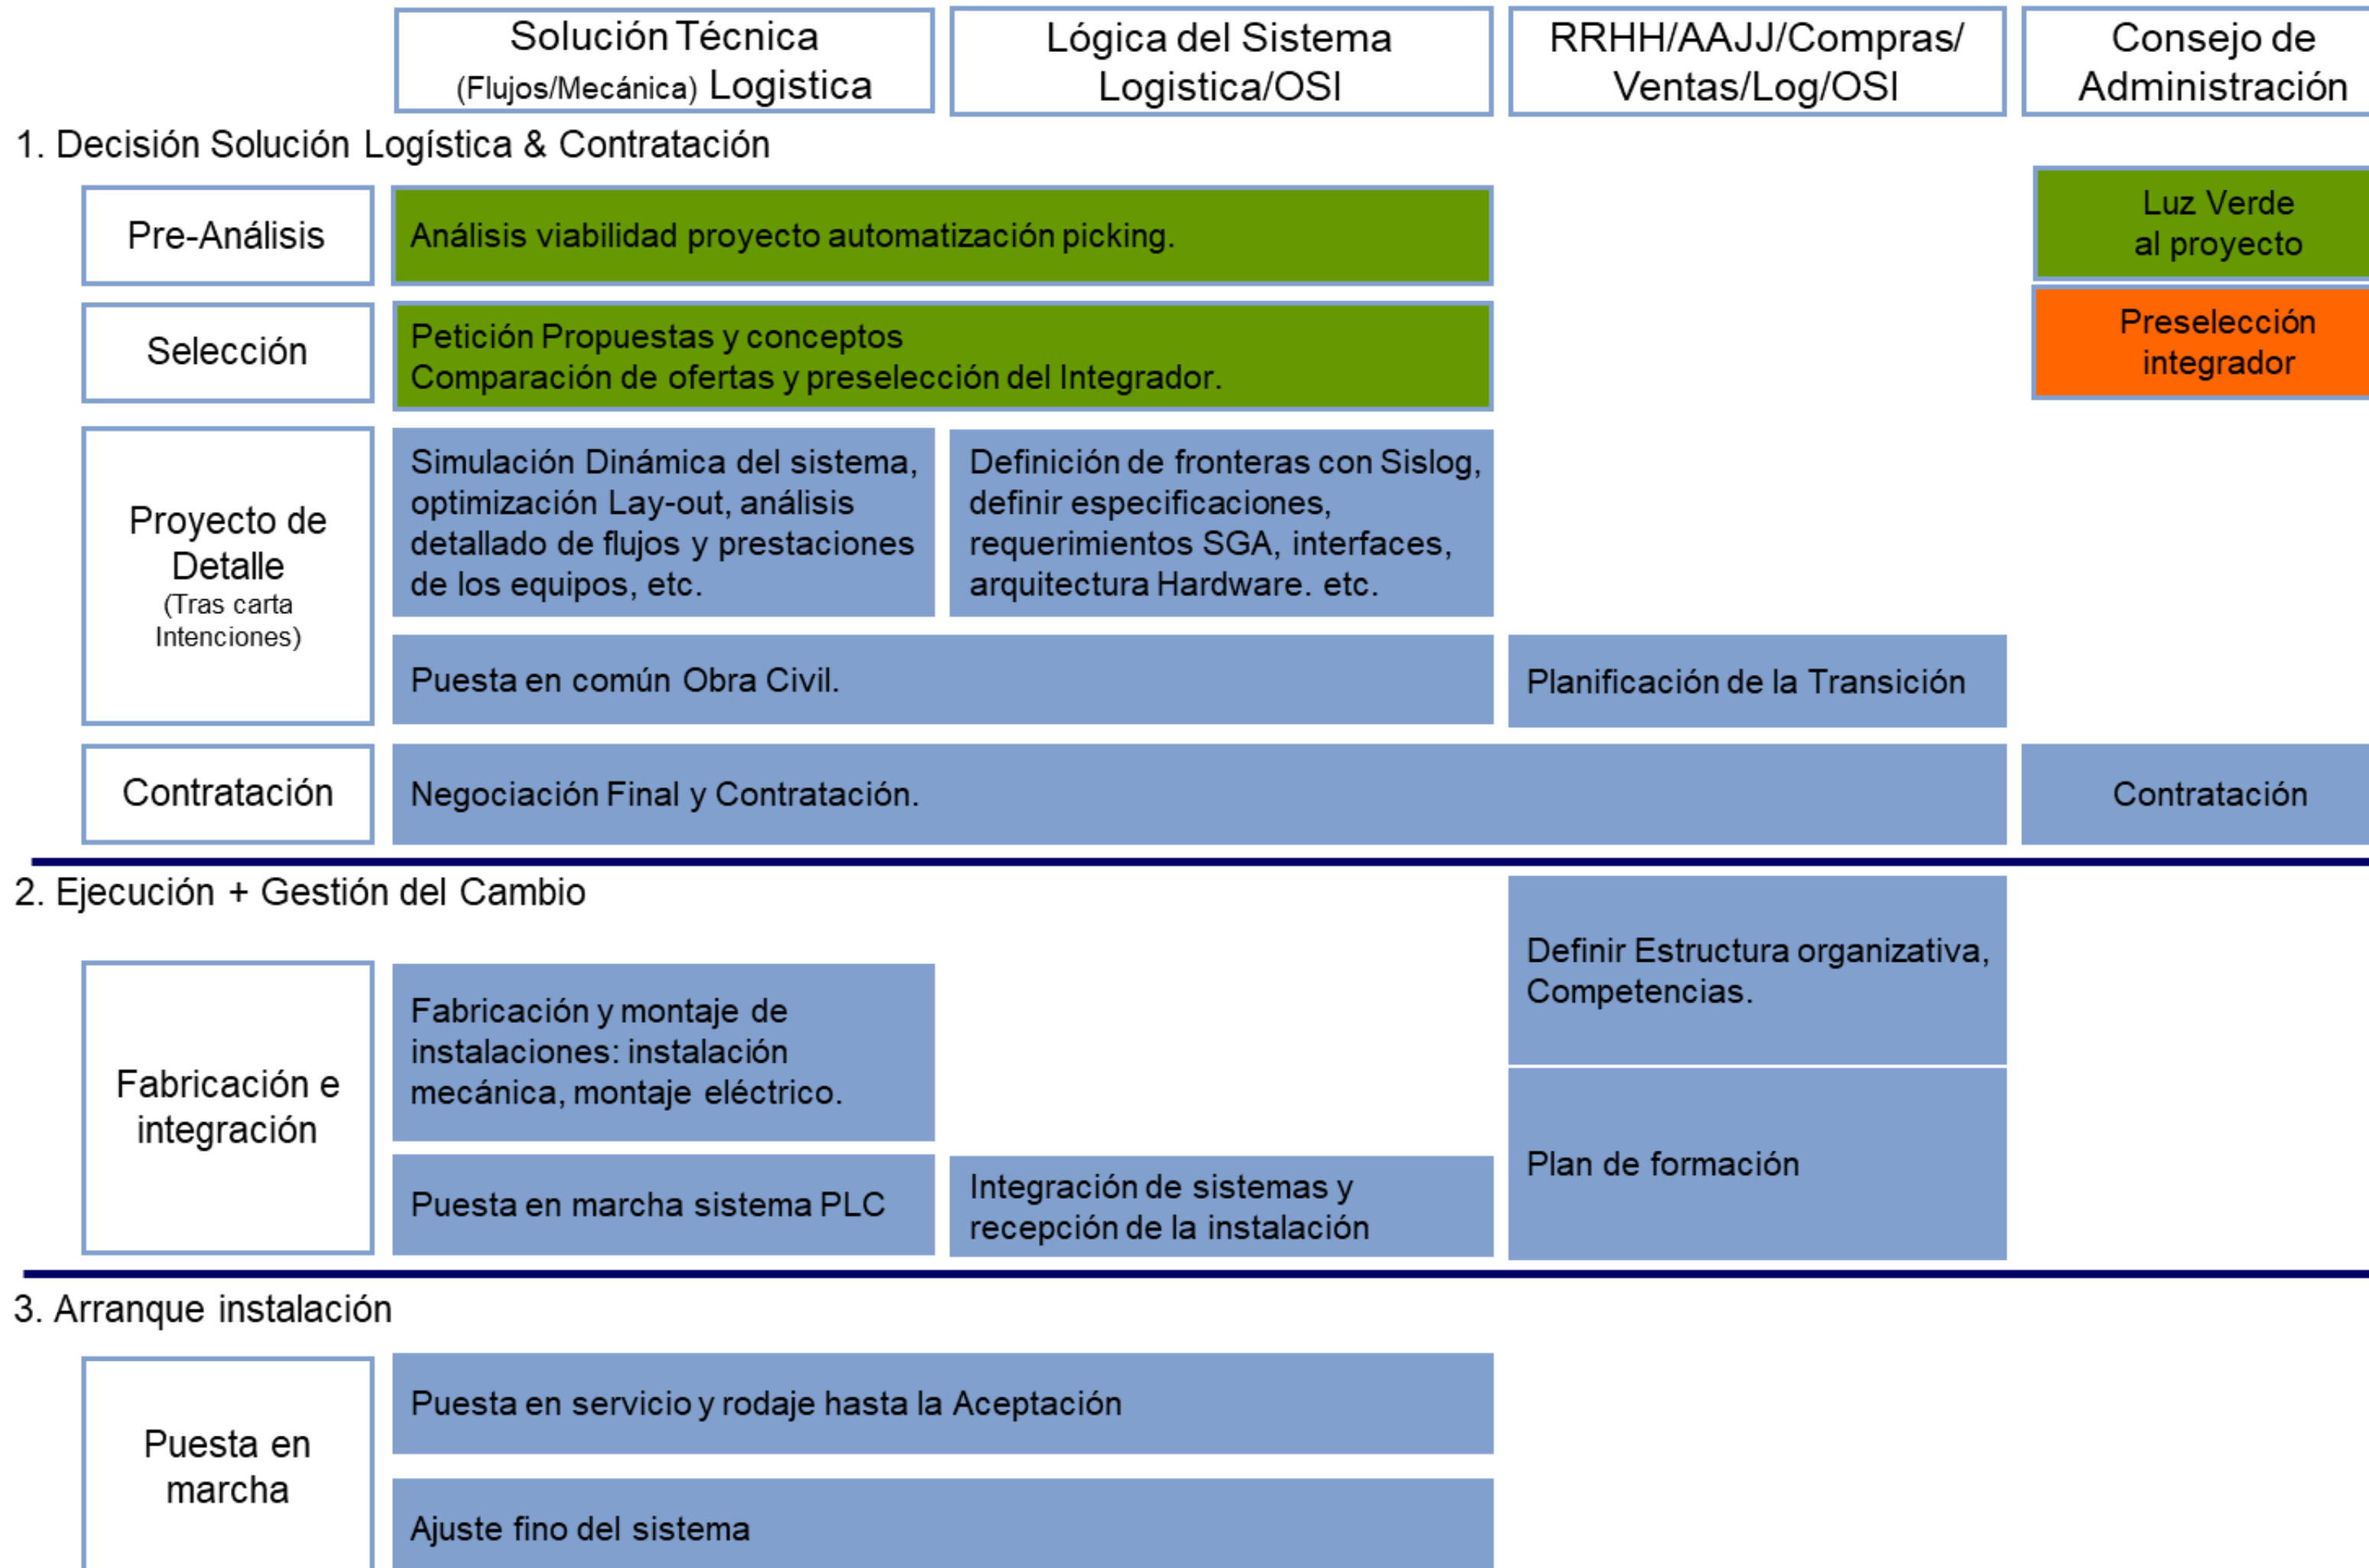 Solución Técnica
(Flujos/Mecánica) Logistica
Lógica del Sistema
Logistica/OSI
RRHH/AAJJ/Compras/
Ventas/Log/OSI
Consejo de
Administración
1. Decisión Solución Logística & Contratación
Pre-Análisis
Análisis viabilidad proyecto automatización picking.
Luz Verde
al proyecto
Selección
Petición Propuestas y conceptos
Comparación de ofertas y preselección del Integrador.
Preselección
integrador
Proyecto de
Detalle
(Tras carta
Intenciones)
Simulación Dinámica del sistema,
optimización Lay-out, análisis
detallado de flujos y prestaciones
de los equipos, etc.
Definición de fronteras con Sislog,
definir especificaciones,
requerimientos SGA, interfaces,
arquitectura Hardware. etc.
Puesta en común Obra Civil.
Planificación de la Transición
Contratación
Negociación Final y Contratación.
Contratación
2. Ejecución + Gestión del Cambio
Fabricación e
integración
Fabricación y montaje de
instalaciones: instalación
mecánica, montaje eléctrico.
Definir Estructura organizativa,
Competencias.
Puesta en marcha sistema PLC
Integración de sistemas y
recepción de la instalación
Plan de formación
3. Arranque instalación
Puesta en
marcha
Puesta en servicio y rodaje hasta la Aceptación
Ajuste fino del sistema